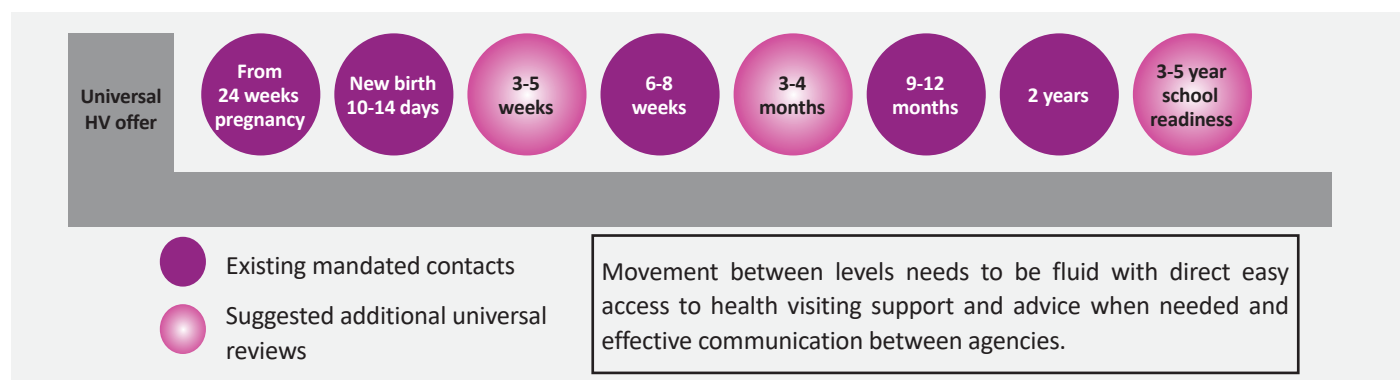 Universal
HV offer
From
24 weeks
pregnancy
New birth
10-14 days
3-5
weeks
6-8
weeks
3-4
months
9-12
months
2 years
3-5 year
school
readiness
Existing mandated contacts
Suggested additional universal
reviews
Movement between levels needs to be fluid with direct easy
access to health visiting support and advice when needed and
effective communication between agencies.